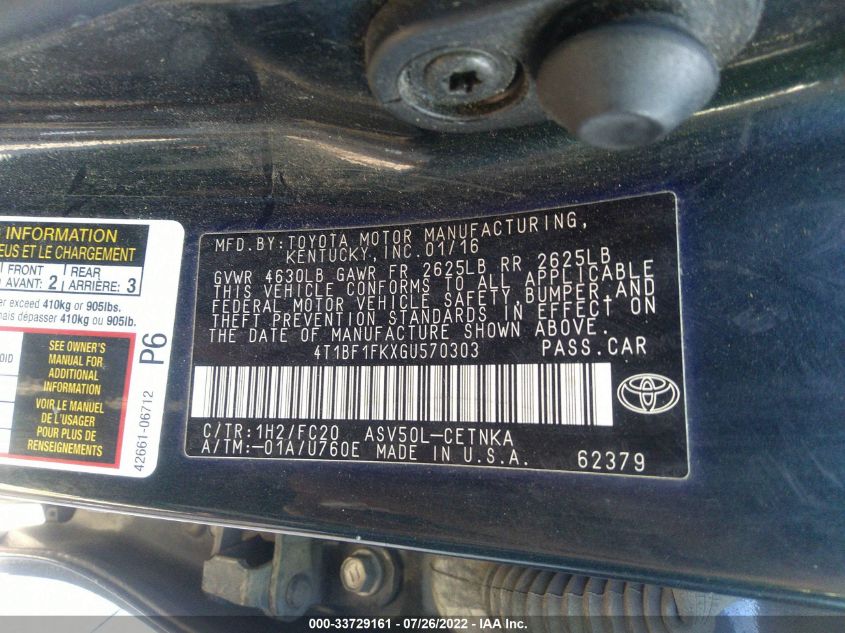 INFORMATION
EUS ET LE CHARGEMENT
FRONT REAR
AVANT: 2 ARRIÈRE: 3
er exceed 410kg or 905lbs.
nais dépasser 410kg ou 905lb.
SEE OWNER'S
MANUAL FOR
ADDITIONAL
INFORMATION
VOIR LE MANUEL
DE L'USAGER
POUR PLUS DE
RENSEIGNEMENTS
OID
P6
42661-06712
MFD. BY: TOYOTA MOTOR MANUFACTURING,
KENTUCKY, INC. 01/16
GVWR 4630LB GAWR FR 2625LB RR 2625LB
THIS VEHICLE CONFORMS TO ALL APPLICABLE
FEDERAL MOTOR VEHICLE SAFETY, BUMPER, AND
THEFT PREVENTION STANDARDS IN EFFECT ON
THE DATE OF MANUFACTURE SHOWN ABOVE.
4T1BF1FKXGU570303 PASS.CAR
C/TR:1H2/FC20 ASV50L-CETNKA
A/TM:-01A/U760E MADE IN U.S.A. 62379
000-33729161 - 07/26/2022 - IAA Inc.